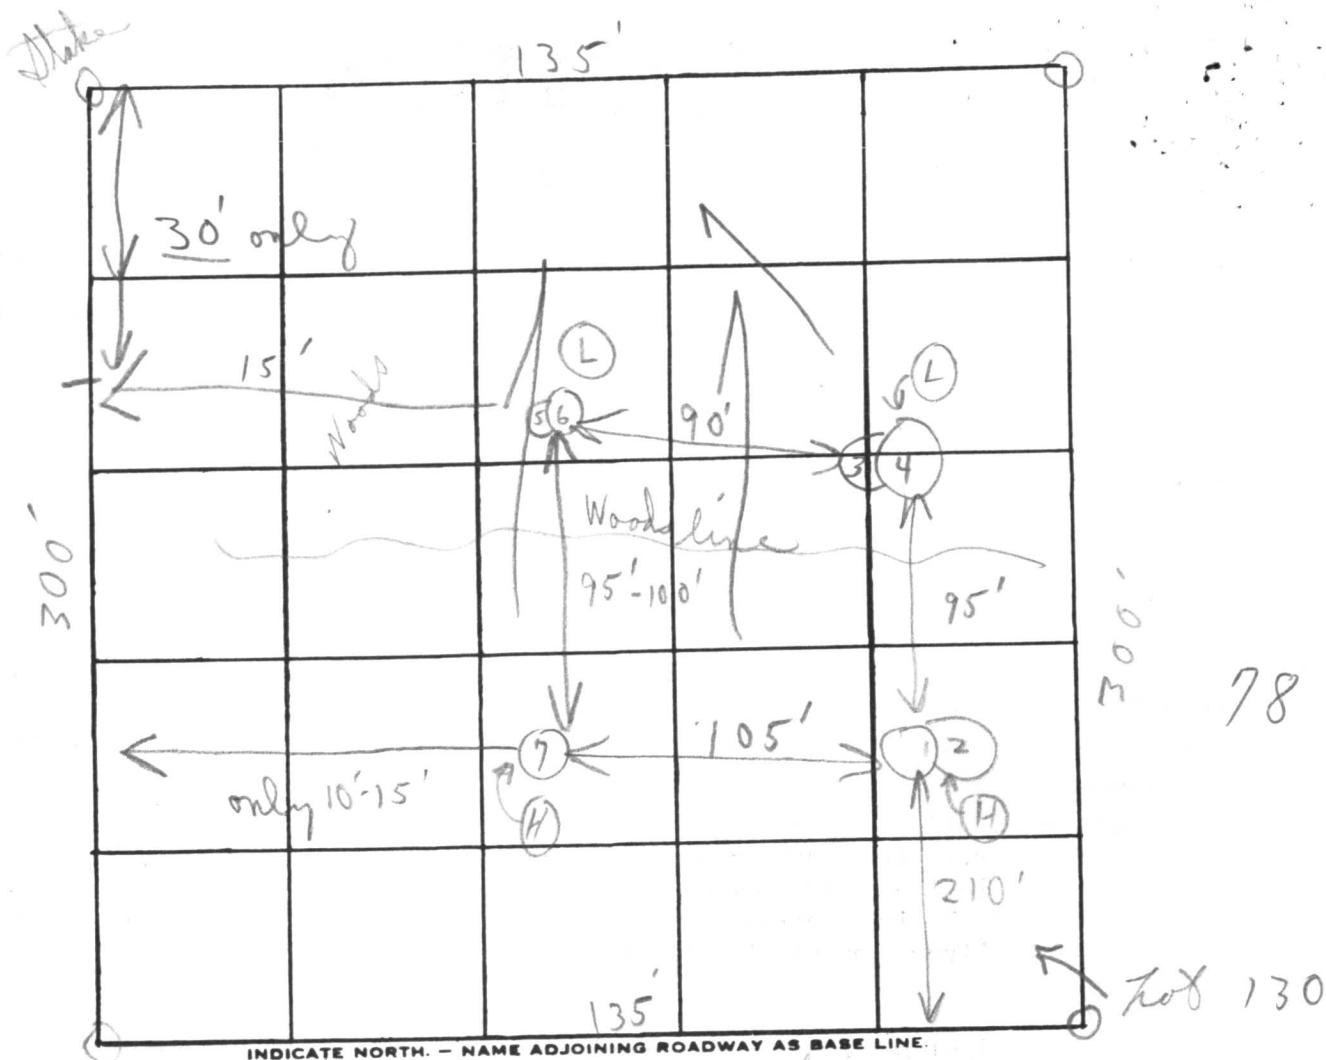 Stake
135'
30' only
15'
Woods
L
L
5 6
90'
3 4
Woods line
300'
95'-100'
95'
300'
78
7
105'
1 2
only 10'-15'
H
H
210'
Lot 130
135'
INDICATE NORTH. — NAME ADJOINING ROADWAY AS BASE LINE.